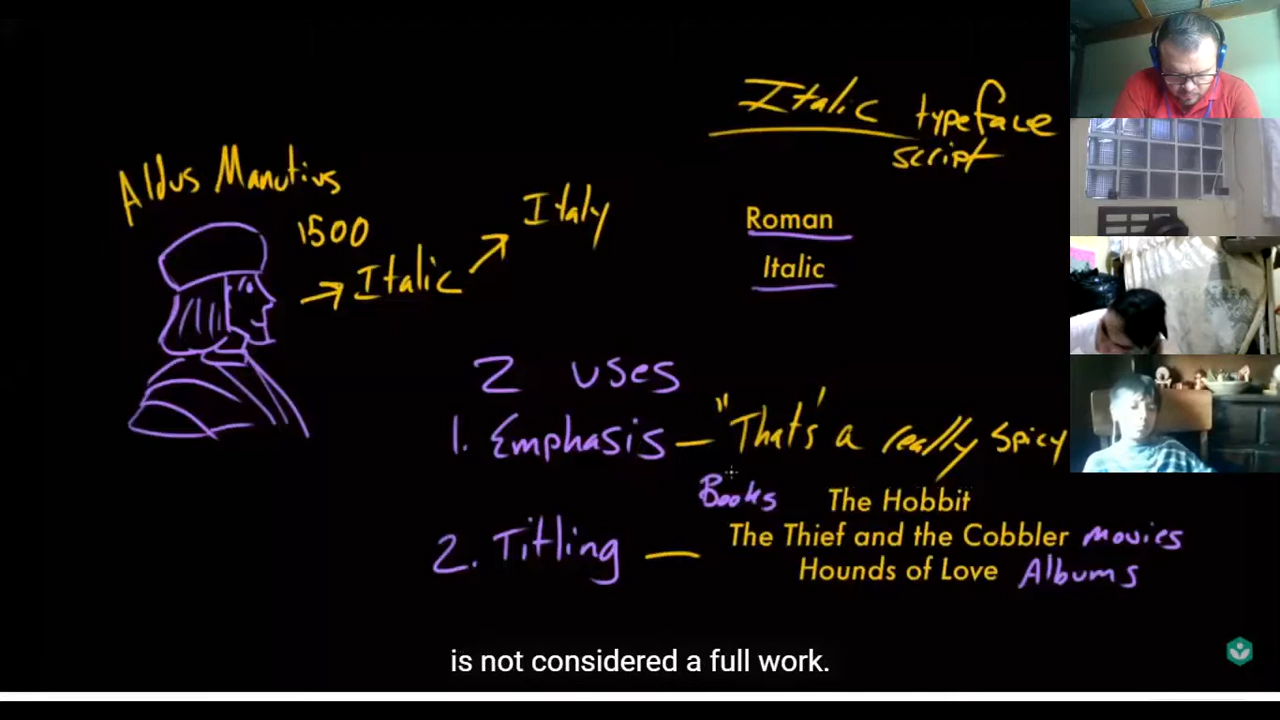 Italic typeface
script
Aldus Manutius
1500
Italic
Italy
Roman
Italic
2 uses
1. Emphasis — "That's a really spicy
Books The Hobbit
2. Titling — The Thief and the Cobbler Movies
Hounds of Love Albums
is not considered a full work.